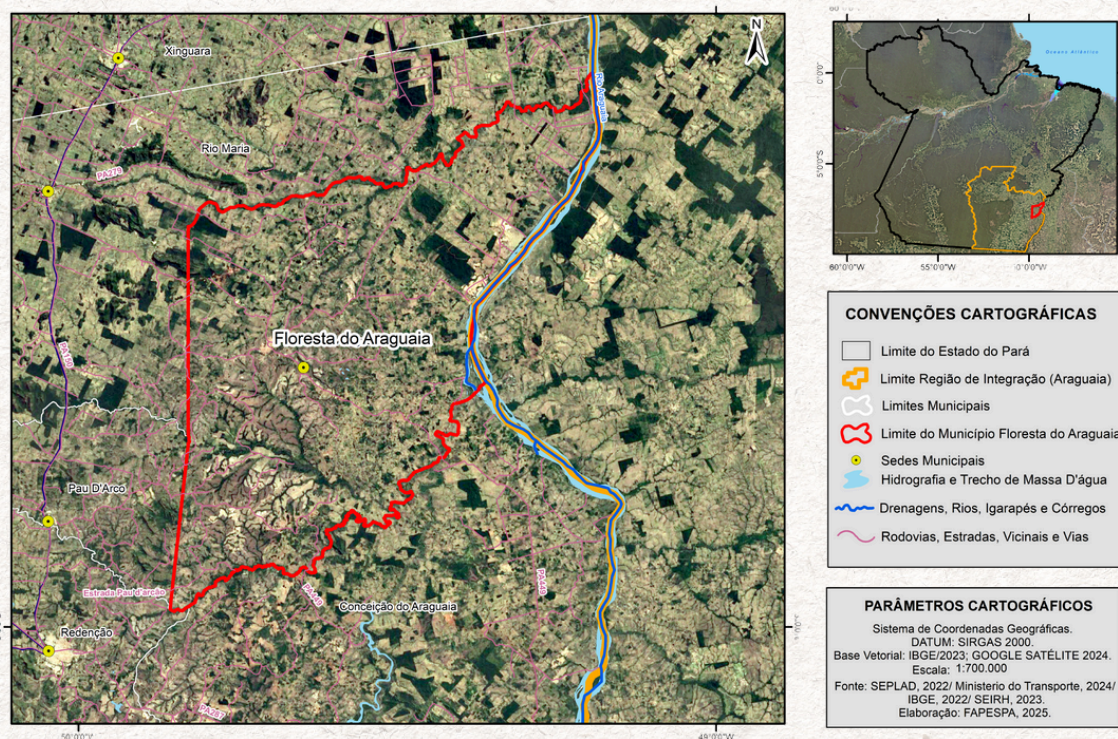 N
Xinguara
Rio Araguaia
Rio Maria
PA279
Floresta do Araguaia
PA150
Pau D'Arco
Estrada Pau d'arcão
PA449
PA449
Conceição do Araguaia
Redenção
PA287
50°0'0"W
49°0'0"W
Oceano Atlântico
0°0'0"
5°0'0"S
60°0'0"W
55°0'0"W
CONVENÇÕES CARTOGRÁFICAS
Limite do Estado do Pará
Limite Região de Integração (Araguaia)
Limites Municipais
Limite do Município Floresta do Araguaia
Sedes Municipais
Hidrografia e Trecho de Massa D'água
Drenagens, Rios, Igarapés e Córregos
Rodovias, Estradas, Vicinais e Vias
PARÂMETROS CARTOGRÁFICOS
Sistema de Coordenadas Geográficas.
DATUM: SIRGAS 2000.
Base Vetorial: IBGE/2023; GOOGLE SATÉLITE 2024.
Escala: 1:700.000
Fonte: SEPLAD, 2022/ Ministerio do Transporte, 2024/
IBGE, 2022/ SEIRH, 2023.
Elaboração: FAPESPA, 2025.